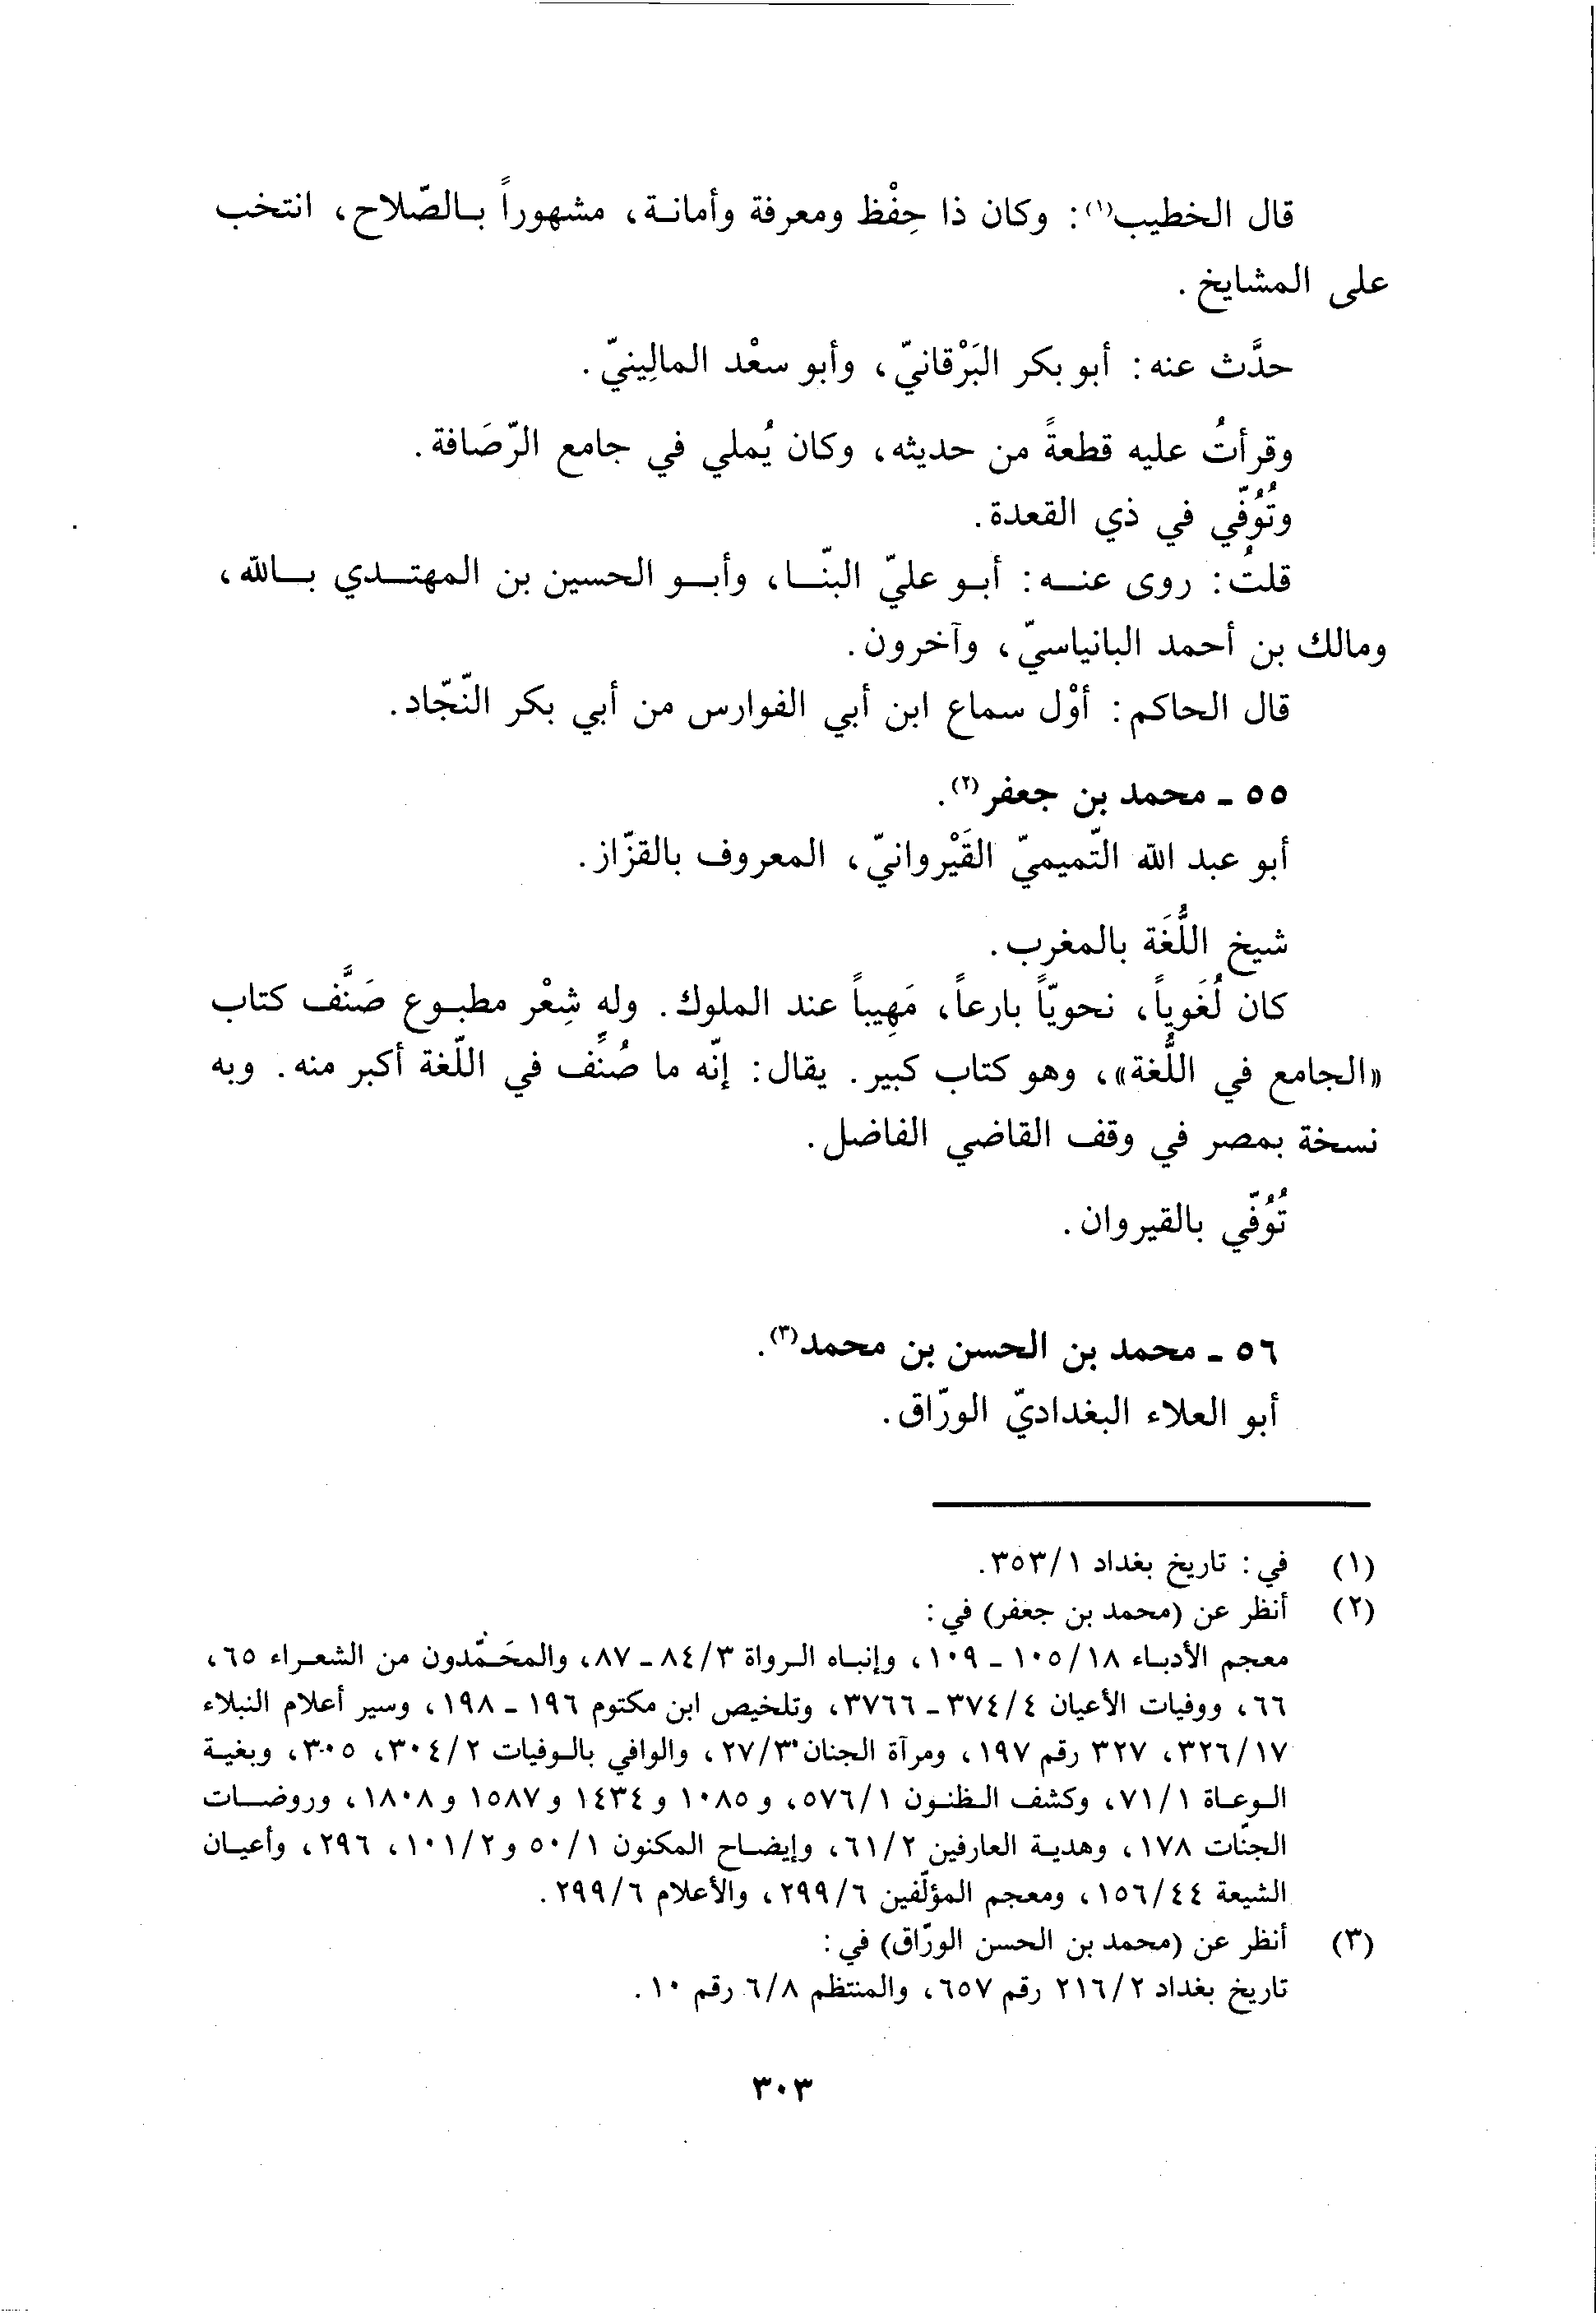 قال الخطيب(١): وكان ذا حِفْظ ومعرفة وأمانة، مشهوراً بالصّلاح، انتخب
على المشايخ.
حدَّث عنه: أبو بكر البَرْقانيّ، وأبو سعْد المالِينيّ.
وقرأتُ عليه قطعةً من حديثه، وكان يُملي في جامع الرّصَافة.
وتُوُفّي في ذي القعدة.
قلتُ: روى عنه: أبو عليّ البنّا، وأبو الحسين بن المهتدي بالله،
ومالك بن أحمد البانياسيّ، وآخرون.
قال الحاكم: أوْل سماع ابن أبي الفوارس من أبي بكر النّجّاد.
٥٥ - محمد بن جعفر(٢).
أبو عبد الله التّميميّ القَيْروانيّ، المعروف بالقزّاز.
شيخ اللُّغَة بالمغرب.
كان لُغَوياً، نحويّاً بارعاً، مَهِيباً عند الملوك. وله شِعْر مطبوع صَنَّف كتاب
«الجامع في اللُّغة»، وهو كتاب كبير. يقال: إنّه ما صُنِّف في اللّغة أكبر منه. وبه
نسخة بمصر في وقف القاضي الفاضل.
تُوُفّي بالقيروان.
٥٦ - محمد بن الحسن بن محمد(٣).
أبو العلاء البغداديّ الورّاق.
(١) في: تاريخ بغداد ٣٥٣/١.
(٢) أنظر عن (محمد بن جعفر) في:
معجم الأدباء ١٠٥/١٨ - ١٠٩، وإنباه الرواة ٨٤/٣ - ٨٧، والمحَمّدون من الشعراء ٦٥،
٦٦، ووفيات الأعيان ٣٧٤/٤ - ٣٧٦٦، وتلخيص ابن مكتوم ١٩٦ - ١٩٨، وسير أعلام النبلاء
٣٢٦/١٧، ٣٢٧ رقم ١٩٧، ومرآة الجنان ٢٧/٣، والوافي بالوفيات ٣٠٤/٢، ٣٠٥، وبغية
الوعاة ٧١/١، وكشف الظنون ٥٧٦/١، و ١٠٨٥ و ١٤٣٤ و ١٥٨٧ و ١٨٠٨، وروضات
الجنّات ١٧٨، وهدية العارفين ٦١/٢، وإيضاح المكنون ٥٠/١ و١٠١/٢، ٢٩٦، وأعيان
الشيعة ١٥٦/٤٤، ومعجم المؤلّفين ٢٩٩/٦، والأعلام ٢٩٩/٦.
(٣) أنظر عن (محمد بن الحسن الورّاق) في:
تاريخ بغداد ٢١٦/٢ رقم ٦٥٧، والمنتظم ٦/٨ رقم ١٠.
٣٠٣